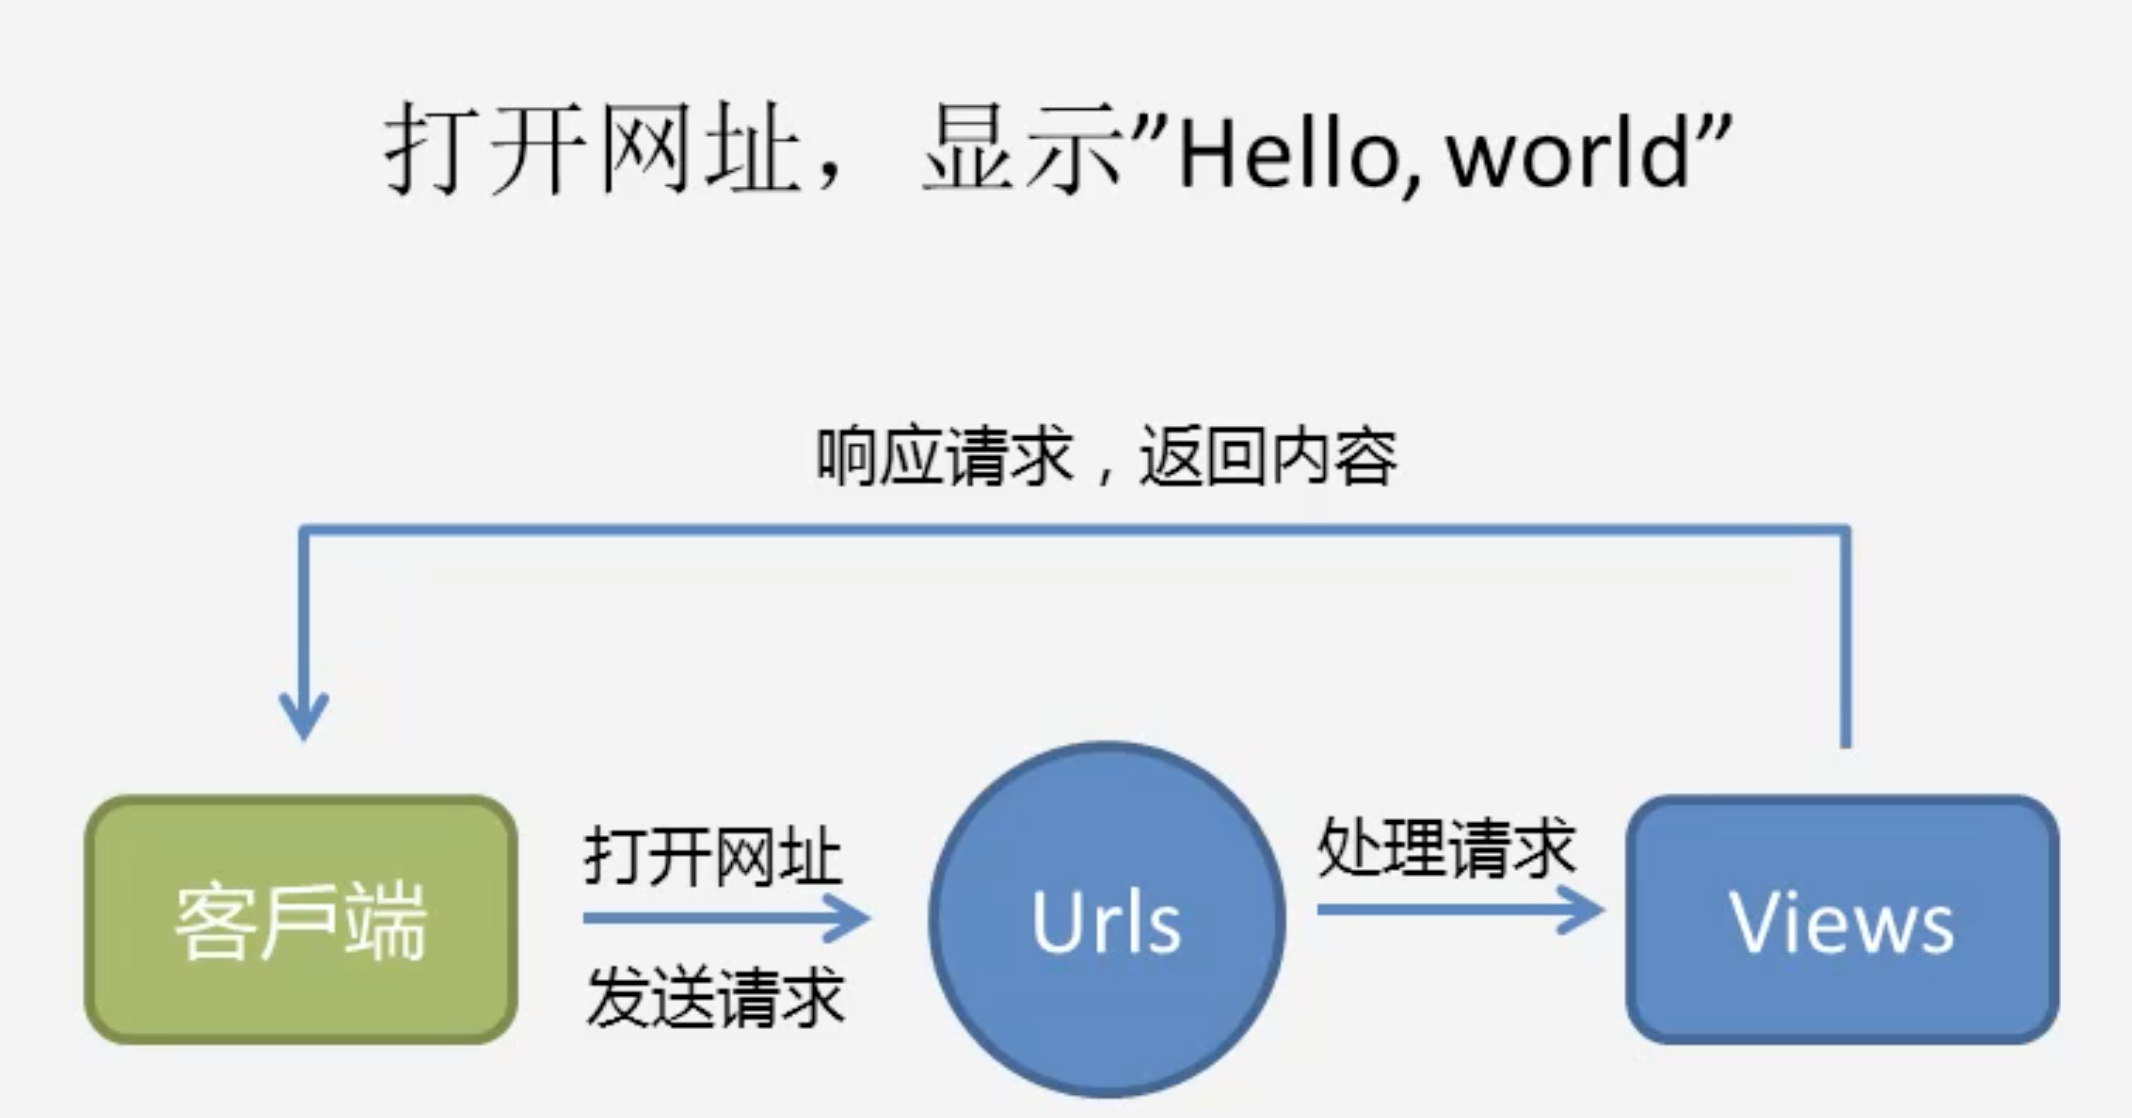 打开网址，显示”Hello, world”
响应请求，返回内容
打开网址
处理请求
客戶端
Urls
Views
发送请求